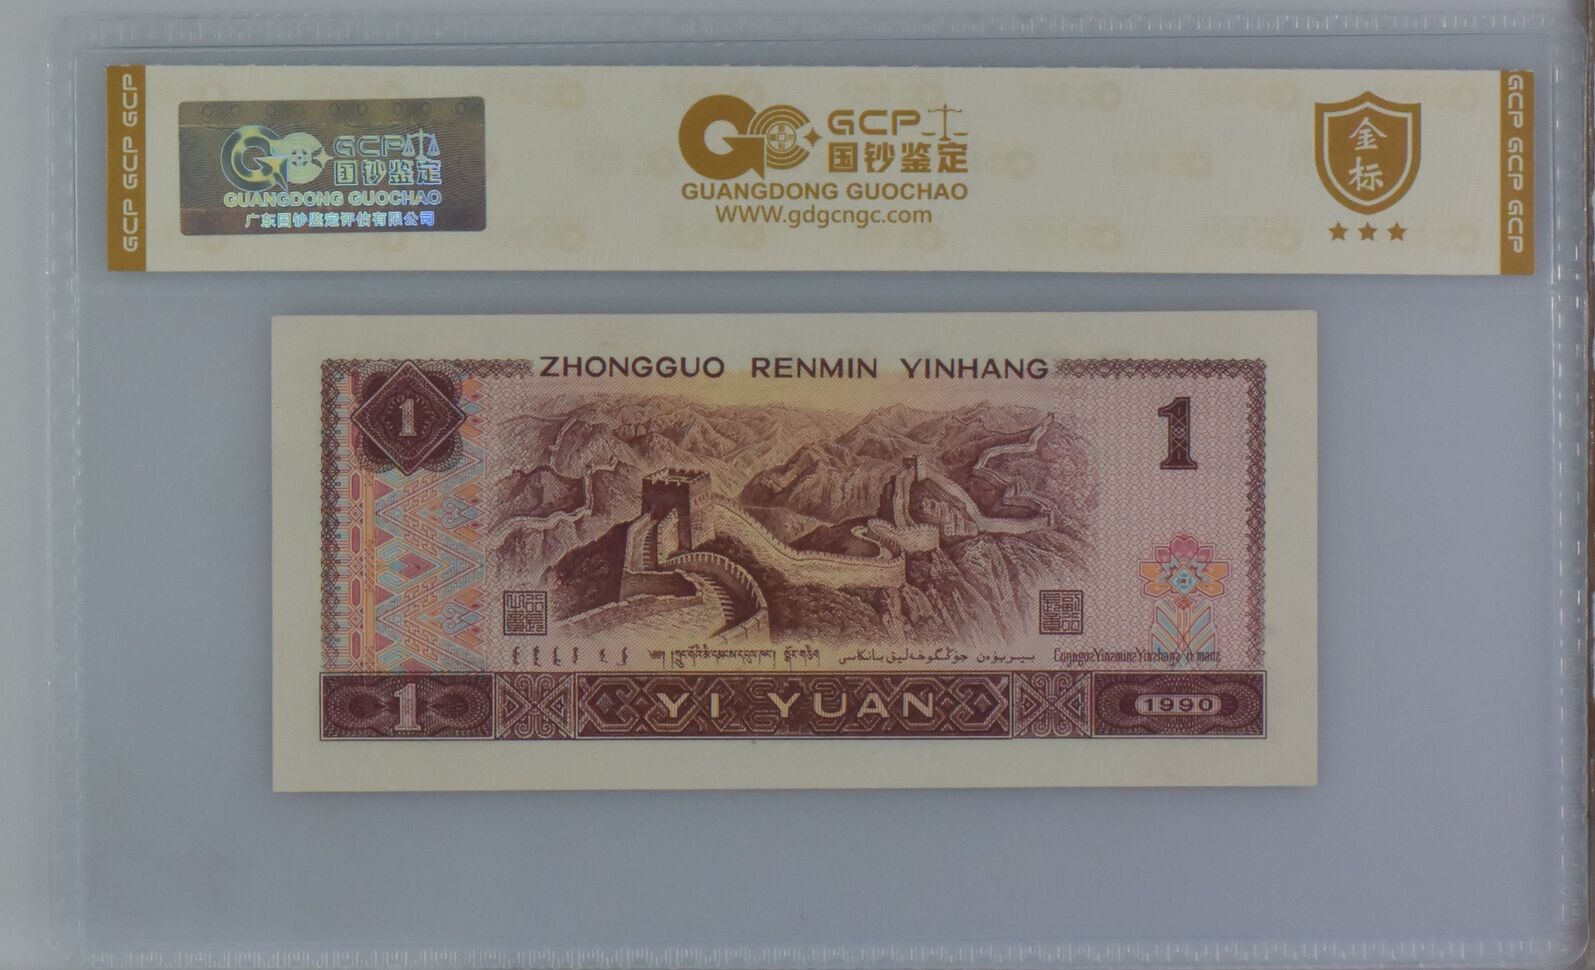 GCP GCP GCP
GCP
国钞鉴定
GUANGDONG GUOCHAO
广东国钞鉴定评估有限公司
GCP
国钞鉴定
GUANGDONG GUOCHAO
WWW.gdgcngc.com
金
标
GCP GCP GCP
ZHONGGUO RENMIN YINHANG
1
1
1
YI YUAN
1990